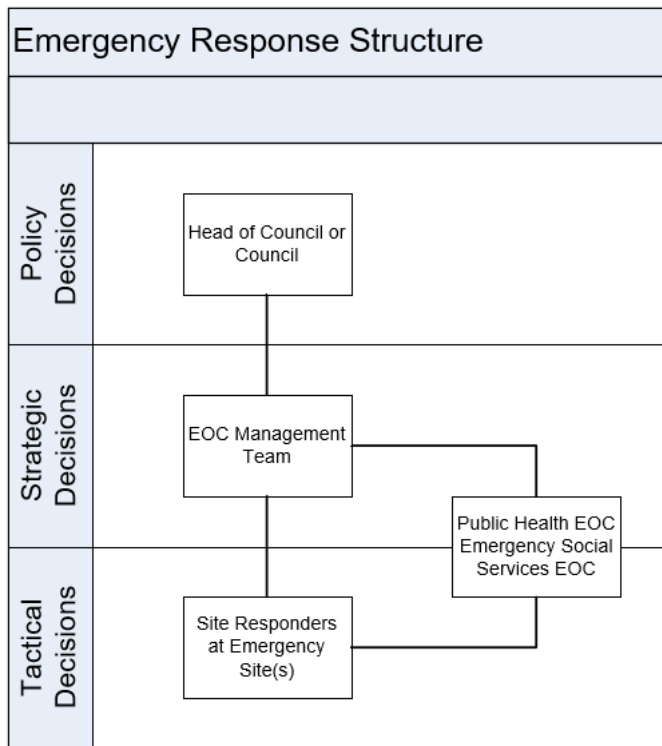 Emergency Response Structure
Policy
Decisions
Head of Council or
Council
Strategic
Decisions
EOC Management
Team
Public Health EOC
Emergency Social
Services EOC
Tactical
Decisions
Site Responders
at Emergency
Site(s)